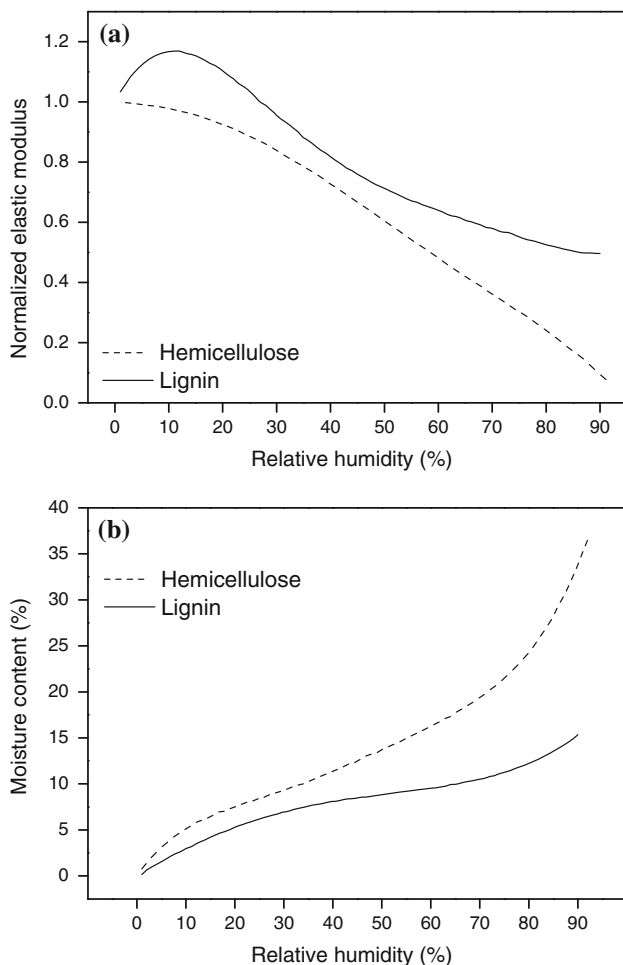 (a)
1.2
1.0
0.8
0.6
0.4
0.2
0.0
Normalized elastic modulus
Hemicellulose
Lignin
0 10 20 30 40 50 60 70 80 90
Relative humidity (%)
(b)
40
35
30
25
20
15
10
5
0
Moisture content (%)
Hemicellulose
Lignin
0 10 20 30 40 50 60 70 80 90
Relative humidity (%)